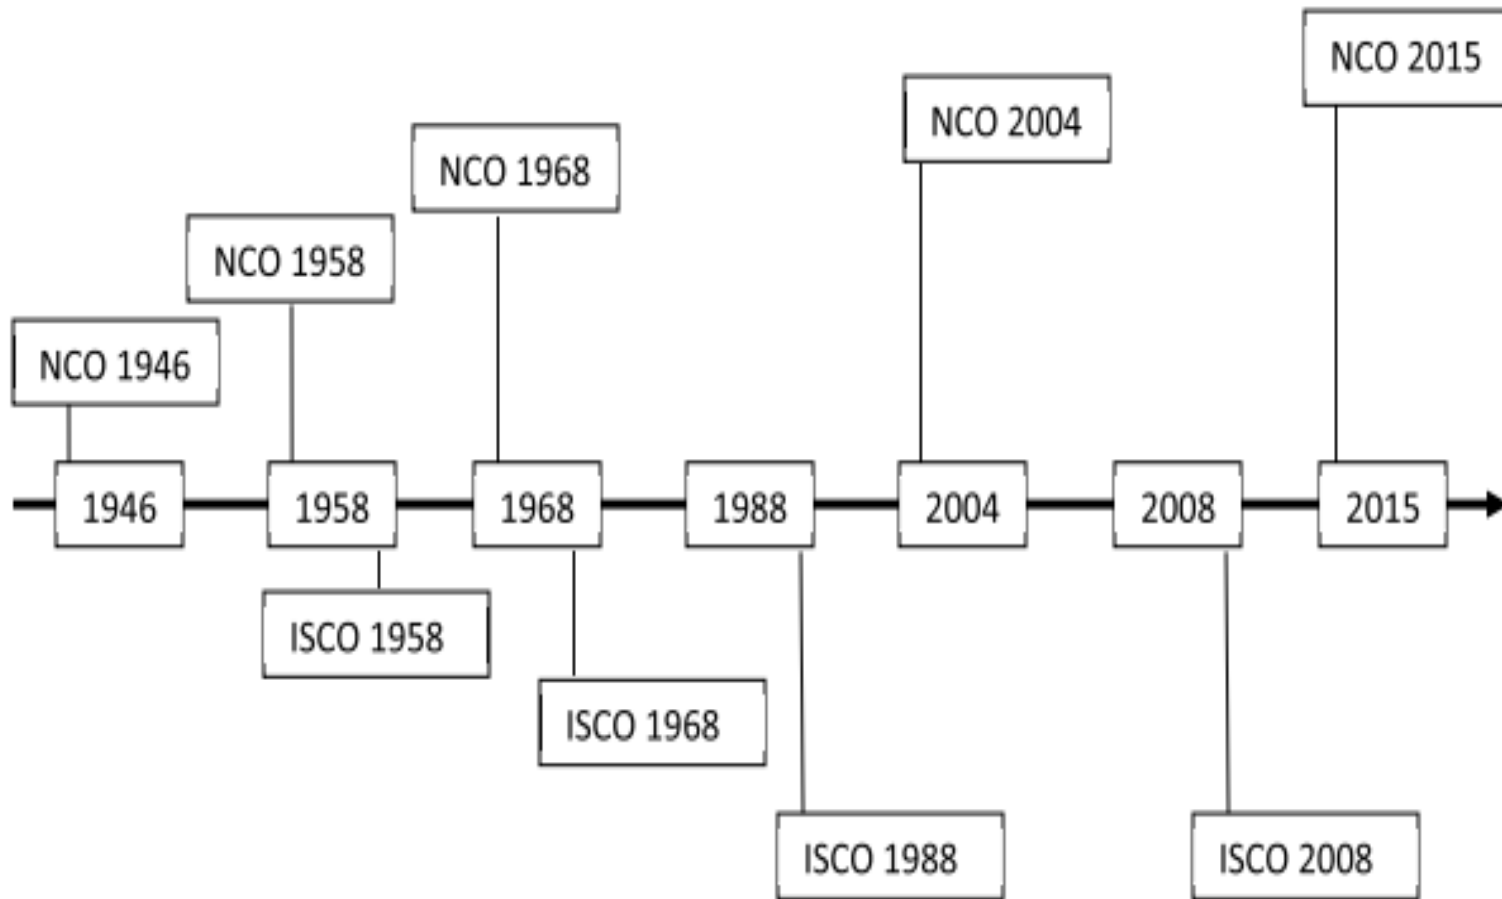 NCO 2015
NCO 2004
NCO 1968
NCO 1958
NCO 1946
1946 1958 1968 1988 2004 2008 2015
ISCO 1958
ISCO 1968
ISCO 1988
ISCO 2008